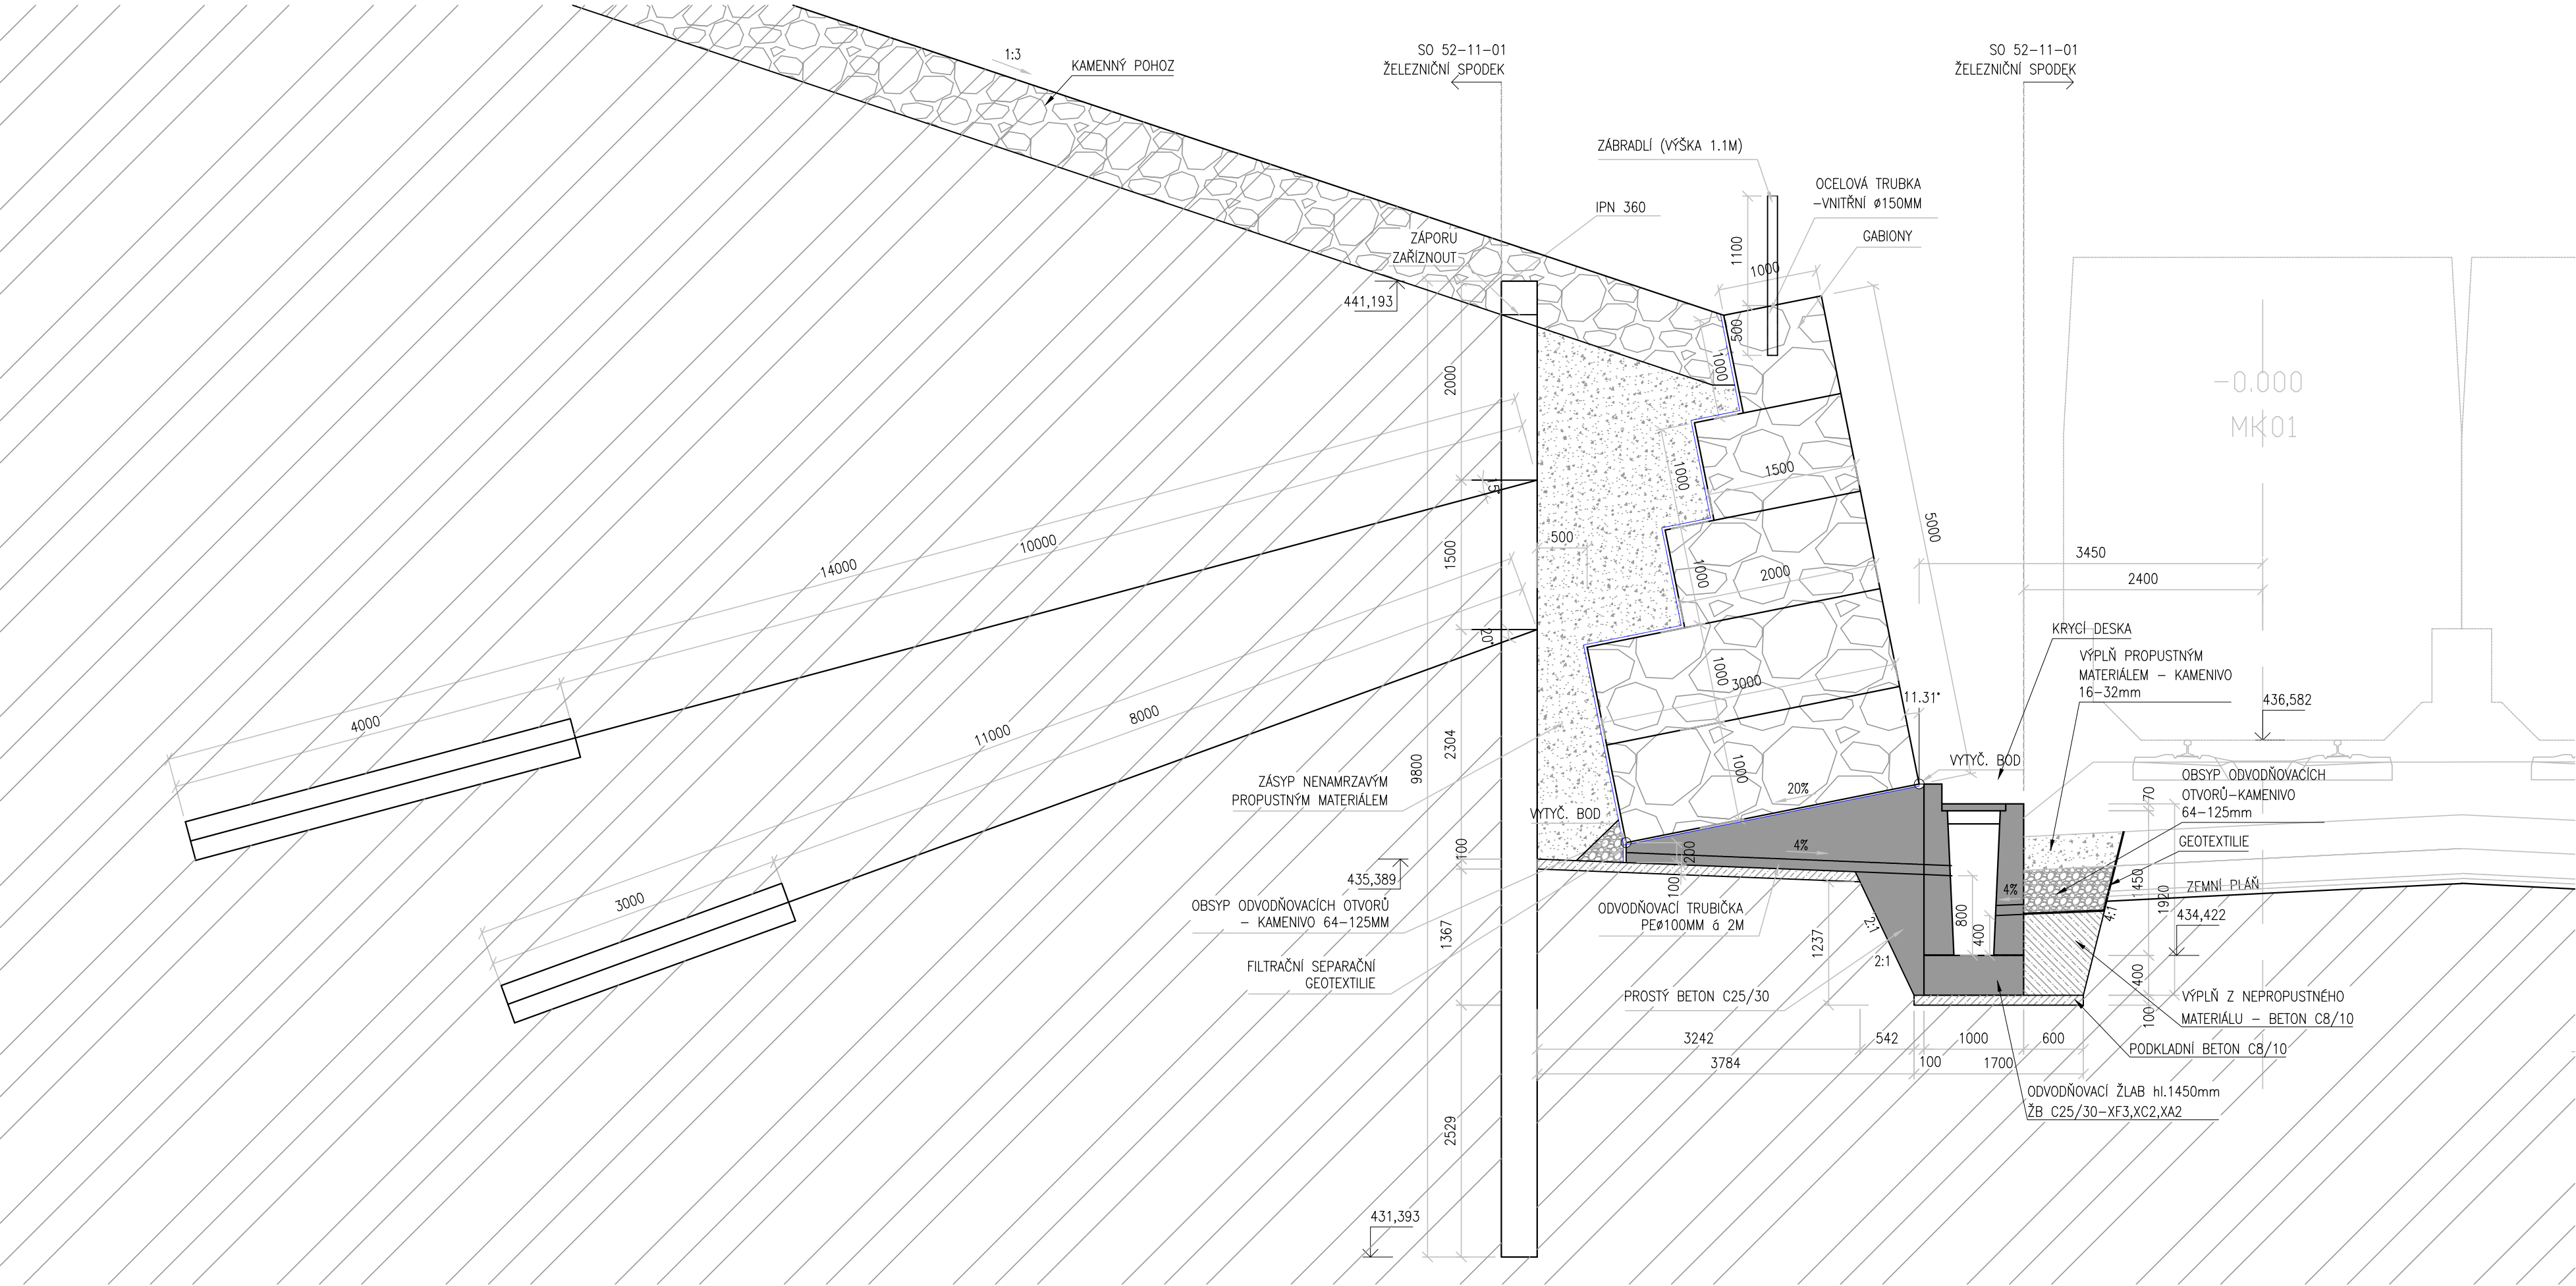 SO 52-11-01
ŽELEZNIČNÍ SPODEK
SO 52-11-01
ŽELEZNIČNÍ SPODEK
1:3
KAMENNÝ POHOZ
ZÁBRADLÍ (VÝŠKA 1.1M)
OCELOVÁ TRUBKA
-VNITŘNÍ ø150MM
IPN 360
GABIONY
ZÁPORU
ZAŘÍZNOUT
1100
1000
441,193
500
1000
2000
-0.000
MK01
1000
1500
15°
5000
10000
14000
1500
500
1000
2000
3450
2400
20°
KRYCÍ DESKA
VÝPLŇ PROPUSTNÝM
MATERIÁLEM - KAMENIVO
16-32mm
1000
3000
11.31°
436,582
4000
11000
8000
2304
9800
1000
VYTYČ. BOD
OBSYP ODVODŇOVACÍCH
OTVORŮ-KAMENIVO
64-125mm
ZÁSYP NENAMRZAVÝM
PROPUSTNÝM MATERIÁLEM
20%
70
VYTYČ. BOD
GEOTEXTILIE
100
200
4%
435,389
100
4%
1450
1920
ZEMNÍ PLÁŇ
3000
OBSYP ODVODŇOVACÍCH OTVORŮ
- KAMENIVO 64-125MM
ODVODŇOVACÍ TRUBIČKA
PEø100MM á 2M
2:1
800
400
4:1
434,422
1367
1237
2:1
FILTRAČNÍ SEPARAČNÍ
GEOTEXTILIE
400
PROSTÝ BETON C25/30
VÝPLŇ Z NEPROPUSTNÉHO
MATERIÁLU - BETON C8/10
100
3242
542
1000
600
PODKLADNÍ BETON C8/10
3784
100
1700
ODVODŇOVACÍ ŽLAB hl.1450mm
ŽB C25/30-XF3,XC2,XA2
2529
431,393